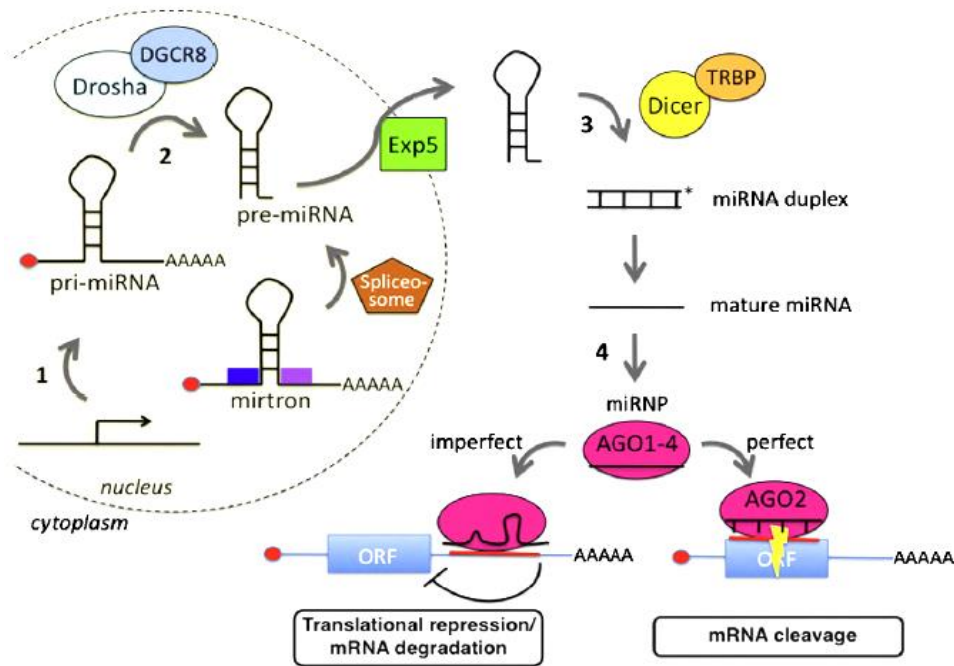 DGCR8
Drosha
TRBP
Dicer
2
3
Exp5
pre-miRNA
miRNA duplex
*
AAAAA
pri-miRNA
Spliceo-
some
mature miRNA
1
4
AAAAA
mirtron
miRNP
imperfect
AGO1-4
perfect
nucleus
AGO2
cytoplasm
ORF
AAAAA
ORF
AAAAA
Translational repression/
mRNA degradation
mRNA cleavage